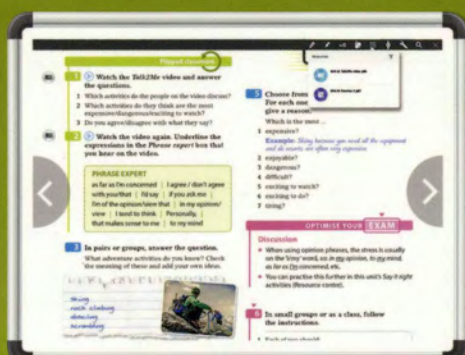 1 Watch the Talk2Me video and answer
the questions.
1 Which activities do the people on the video discuss?
2 Which activities do they think are the most
expensive/dangerous/exciting to watch?
3 Do you agree/disagree with what they say?
2 Watch the video again. Underline the
expressions in the Phrase expert box that
you hear on the video.
PHRASE EXPERT
as far as I'm concerned | I agree / don't agree
with you/that | I'd say | if you ask me |
I'm of the opinion/view that | in my opinion/
view | I tend to think | Personally, |
that makes sense to me | to my mind
3 In pairs or groups, answer the question.
What adventure activities do you know? Check
the meaning of these and add your own ideas.
Skiing
rock climbing
abseiling
scrambling
5 Choose from
For each one
give a reason.
Which is the most ...
1 expensive?
Example: Skiing because you need all the equipment
and ski resorts are often very expensive.
2 enjoyable?
3 dangerous?
4 difficult?
5 exciting to watch?
6 exciting to do?
7 tiring?
OPTIMISE YOUR EXAM
Discussion
• When using opinion phrases, the stress is usually
on the 'key' word, so, in my opinion, to my mind,
as far as I'm concerned, etc.
• You can practise this further in this unit's Say it right
activities (Resource centre).
6 In small groups or as a class, follow
the instructions.